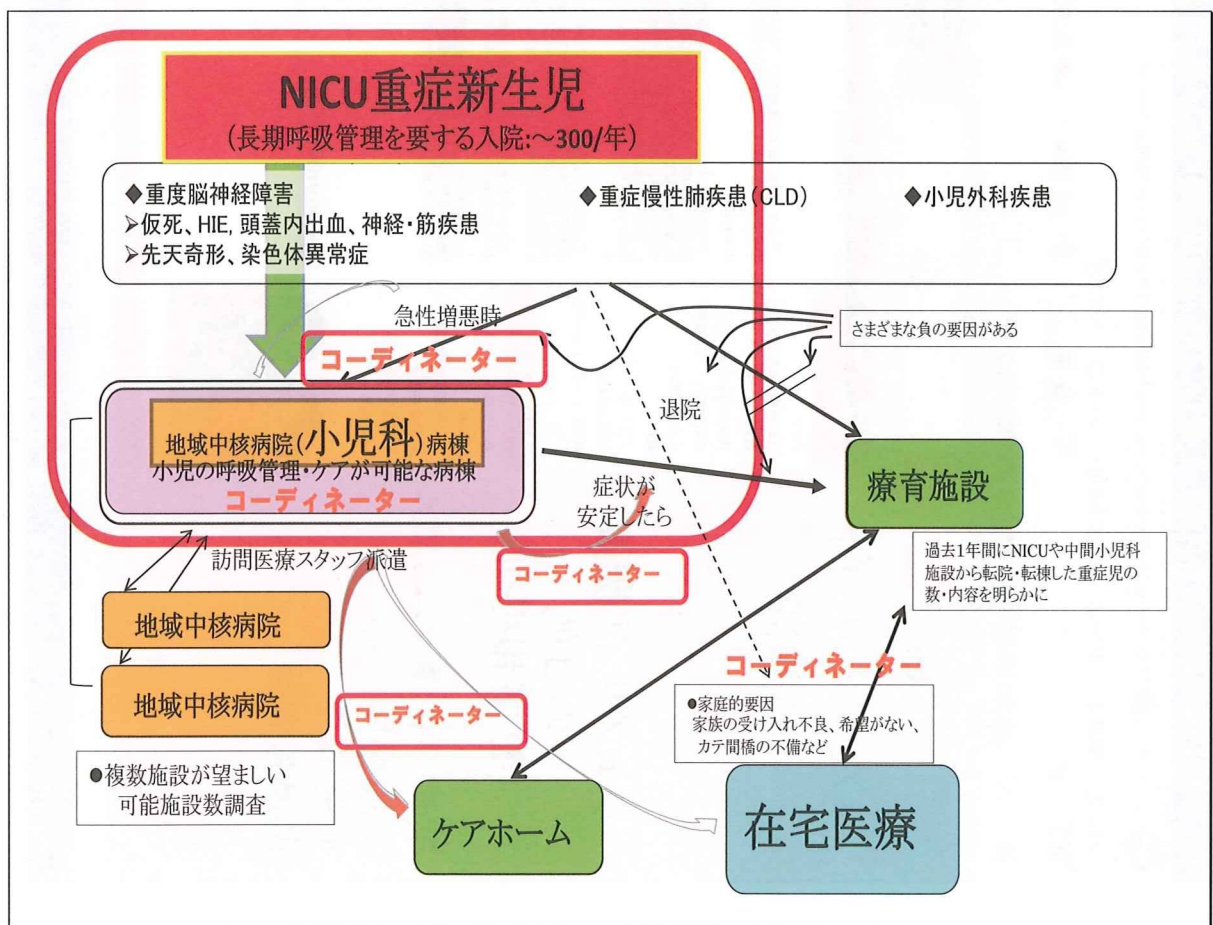 NICU重症新生児
(長期呼吸管理を要する入院:~300/年)
◆重度脳神経障害
➢仮死、HIE, 頭蓋内出血、神経・筋疾患
➢先天奇形、染色体異常症
◆重症慢性肺疾患(CLD)
◆小児外科疾患
急性増悪時
コーディネーター
さまざまな負の要因がある
退院
地域中核病院(小児科)病棟
小児の呼吸管理・ケアが可能な病棟
コーディネーター
症状が
安定したら
療育施設
訪問医療スタッフ派遣
コーディネーター
過去1年間にNICUや中間小児科
施設から転院・転棟した重症児の
数・内容を明らかに
地域中核病院
地域中核病院
コーディネーター
コーディネーター
●家庭的要因
家族の受け入れ不良、希望がない、
カテ間橋の不備など
●複数施設が望ましい
可能施設数調査
ケアホーム
在宅医療